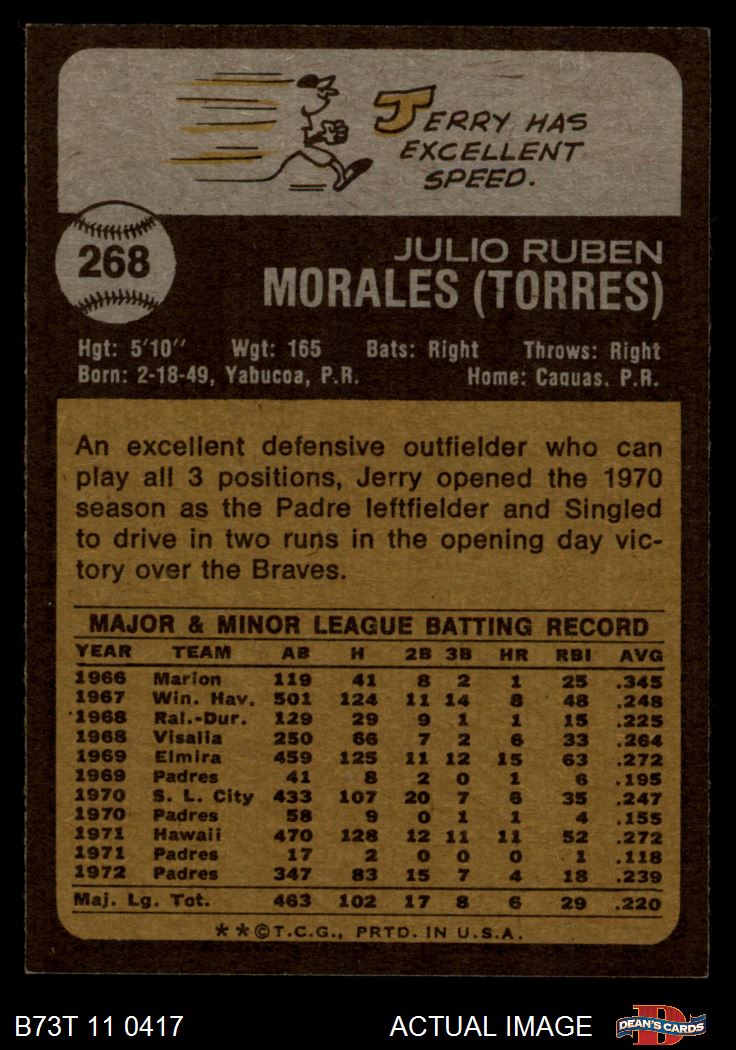 JERRY HAS
EXCELLENT
SPEED.
268
JULIO RUBEN
MORALES (TORRES)
Hgt: 5'10" Wgt: 165 Bats: Right Throws: Right
Born: 2-18-49, Yabucoa, P.R. Home: Caguas, P.R.
An excellent defensive outfielder who can
play all 3 positions, Jerry opened the 1970
season as the Padre leftfielder and Singled
to drive in two runs in the opening day vic-
tory over the Braves.
MAJOR & MINOR LEAGUE BATTING RECORD
YEAR TEAM AB H 2B 3B HR RBI AVG
1966 Marion 119 41 8 2 1 25 .345
1967 Win. Hav. 501 124 11 14 8 48 .248
1968 Ral.-Dur. 129 29 9 1 1 15 .225
1968 Visalia 250 66 7 2 6 33 .264
1969 Elmira 459 125 11 12 15 63 .272
1969 Padres 41 8 2 0 1 6 .195
1970 S. L. City 433 107 20 7 6 35 .247
1970 Padres 58 9 0 1 1 4 .155
1971 Hawaii 470 128 12 11 11 52 .272
1971 Padres 17 2 0 0 0 1 .118
1972 Padres 347 83 15 7 4 18 .239
Maj. Lg. Tot. 463 102 17 8 6 29 .220
**©T.C.G., PRTD. IN U.S.A.
B73T 11 0417 ACTUAL IMAGE D DEAN'S CARDS